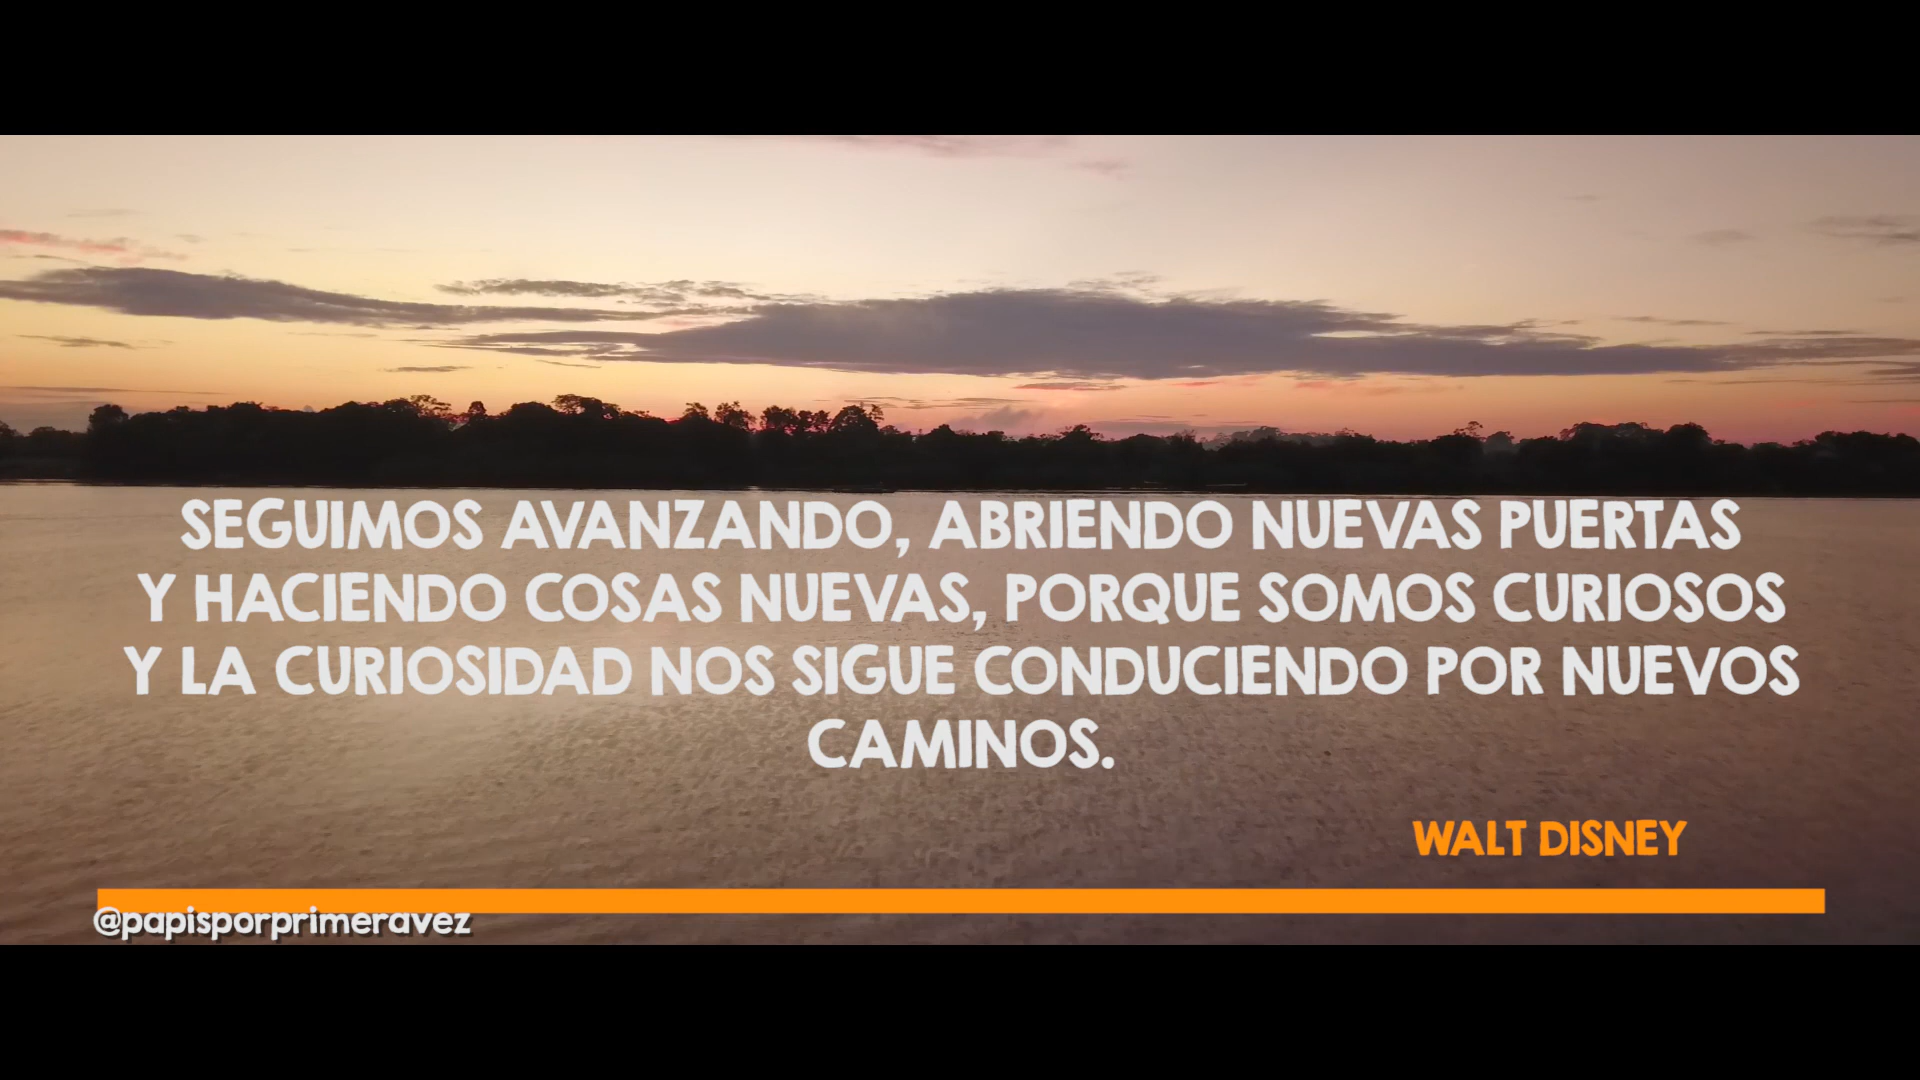 SEGUIMOS AVANZANDO, ABRIENDO NUEVAS PUERTAS
Y HACIENDO COSAS NUEVAS, PORQUE SOMOS CURIOSOS
Y LA CURIOSIDAD NOS SIGUE CONDUCIENDO POR NUEVOS
CAMINOS.
WALT DISNEY
@papisporprimeravez